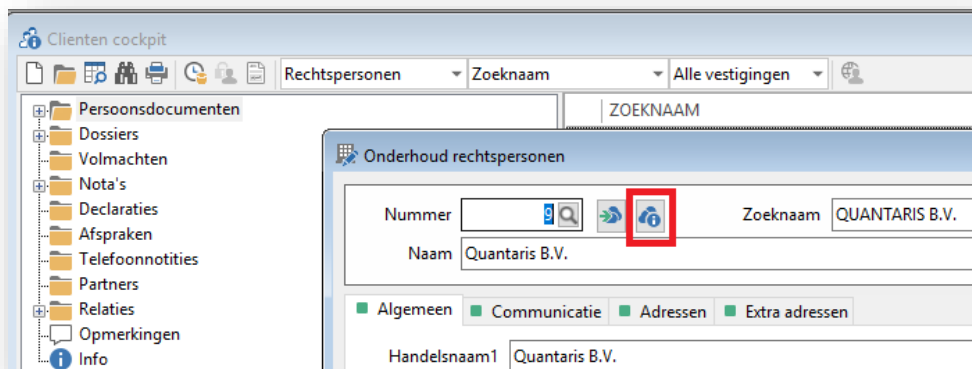 Clienten cockpit
Rechtspersonen Zoeknaam Alle vestigingen
Persoonsdocumenten
Dossiers
Volmachten
Nota's
Declaraties
Afspraken
Telefoonnotities
Partners
Relaties
Opmerkingen
Info
ZOEKNAAM
Onderhoud rechtspersonen
Nummer 9 Zoeknaam QUANTARIS B.V.
Naam Quantaris B.V.
Algemeen Communicatie Adressen Extra adressen
Handelsnaam1 Quantaris B.V.